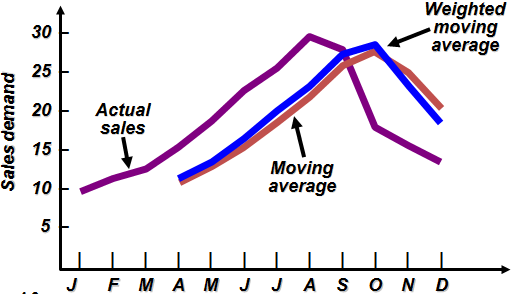 Weighted
moving
average
30
25
20
15
10
5
Sales demand
Actual
sales
Moving
average
J F M A M J J A S O N D